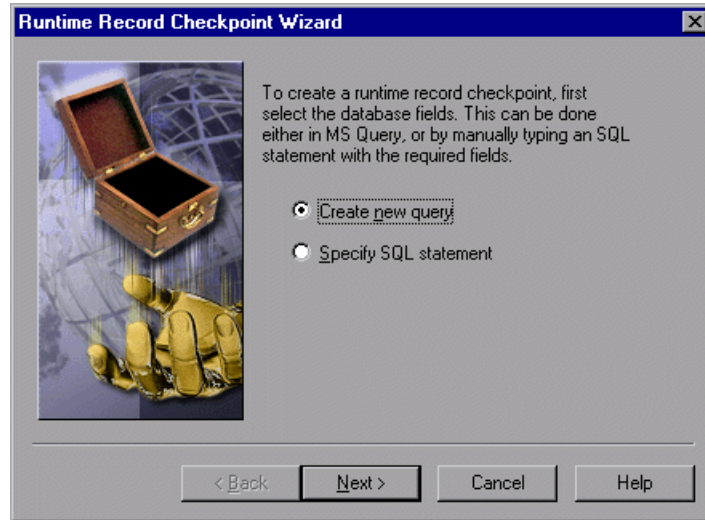 Runtime Record Checkpoint Wizard
To create a runtime record checkpoint, first
select the database fields. This can be done
either in MS Query, or by manually typing an SQL
statement with the required fields.
Create new query
Specify SQL statement
< Back
Next >
Cancel
Help